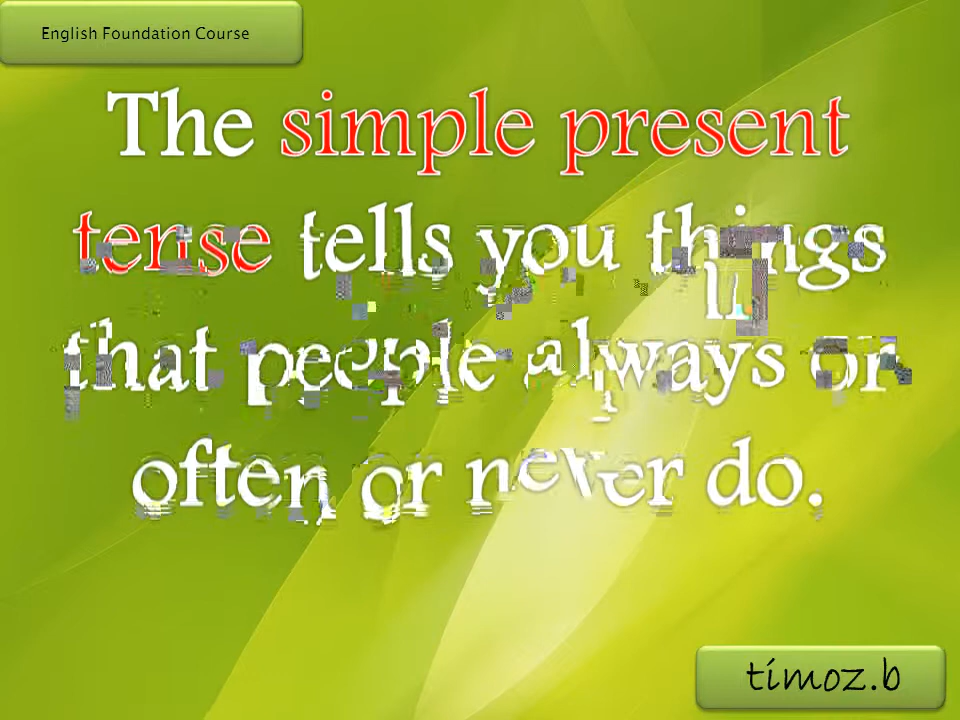 English Foundation Course
The simple present
tense tells you things
that people always or
often or never do.
timoz.b